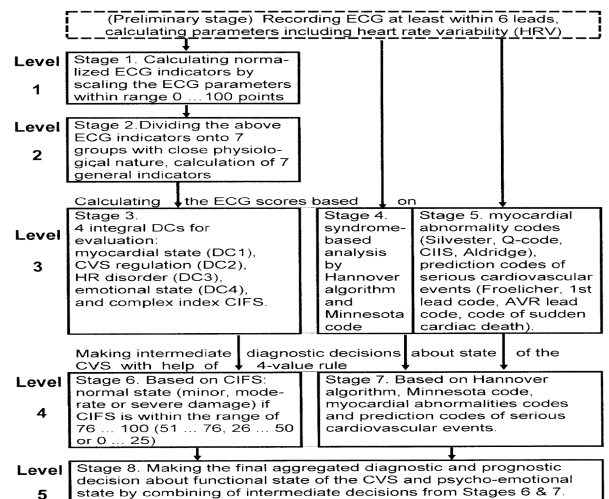 (Preliminary stage) Recording ECG at least within 6 leads,
calculating parameters including heart rate variability (HRV)
Level
1
Stage 1. Calculating norma-
lized ECG indicators by
scaling the ECG parameters
within range 0 ... 100 points
Level
2
Stage 2.Dividing the above
ECG indicators onto 7
groups with close physiolo-
gical nature, calculation of 7
general indicators
Calculating the ECG scores based on
Level
3
Stage 3.
4 integral DCs for
evaluation:
myocardial state (DC1),
CVS regulation (DC2),
HR disorder (DC3),
emotional state (DC4),
and complex index CIFS.
Stage 4.
syndrome-
based
analysis
by
Hannover
algorithm
and
Minnesota
code
Stage 5. myocardial
abnormality codes
(Silvester, Q-code,
CIIS, Aldridge),
prediction codes of
serious cardiovascular
events (Froelicher, 1st
lead code, AVR lead
code, code of sudden
cardiac death).
Making intermediate diagnostic decisions about state of the
CVS with help of 4-value rule
Level
4
Stage 6. Based on CIFS:
normal state (minor, mode-
rate or severe damage) if
CIFS is within the range of
76 ... 100 (51 ... 76, 26 ... 50
or 0 ... 25)
Stage 7. Based on Hannover
algorithm, Minnesota code,
myocardial abnormalities codes
and prediction codes of serious
cardiovascular events.
Level
5
Stage 8. Making the final aggregated diagnostic and prognostic
decision about functional state of the CVS and psycho-emotional
state by combining of intermediate decisions from Stages 6 & 7.